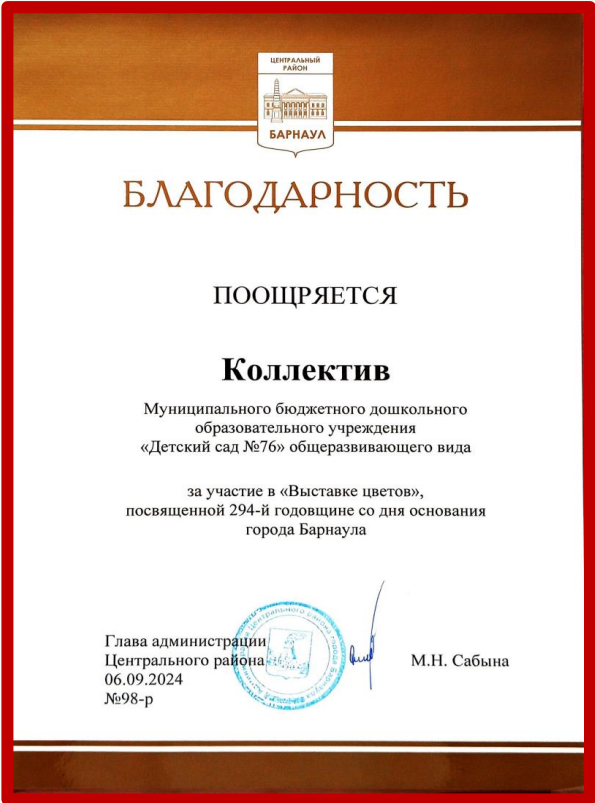 ЦЕНТРАЛЬНЫЙ
РАЙОН
БАРНАУЛ
БЛАГОДАРНОСТЬ
ПООЩРЯЕТСЯ
Коллектив
Муниципального бюджетного дошкольного
образовательного учреждения
«Детский сад №76» общеразвивающего вида
за участие в «Выставке цветов»,
посвященной 294-й годовщине со дня основания
города Барнаула
Глава администрации
Центрального района
06.09.2024
№98-р
М.Н. Сабына